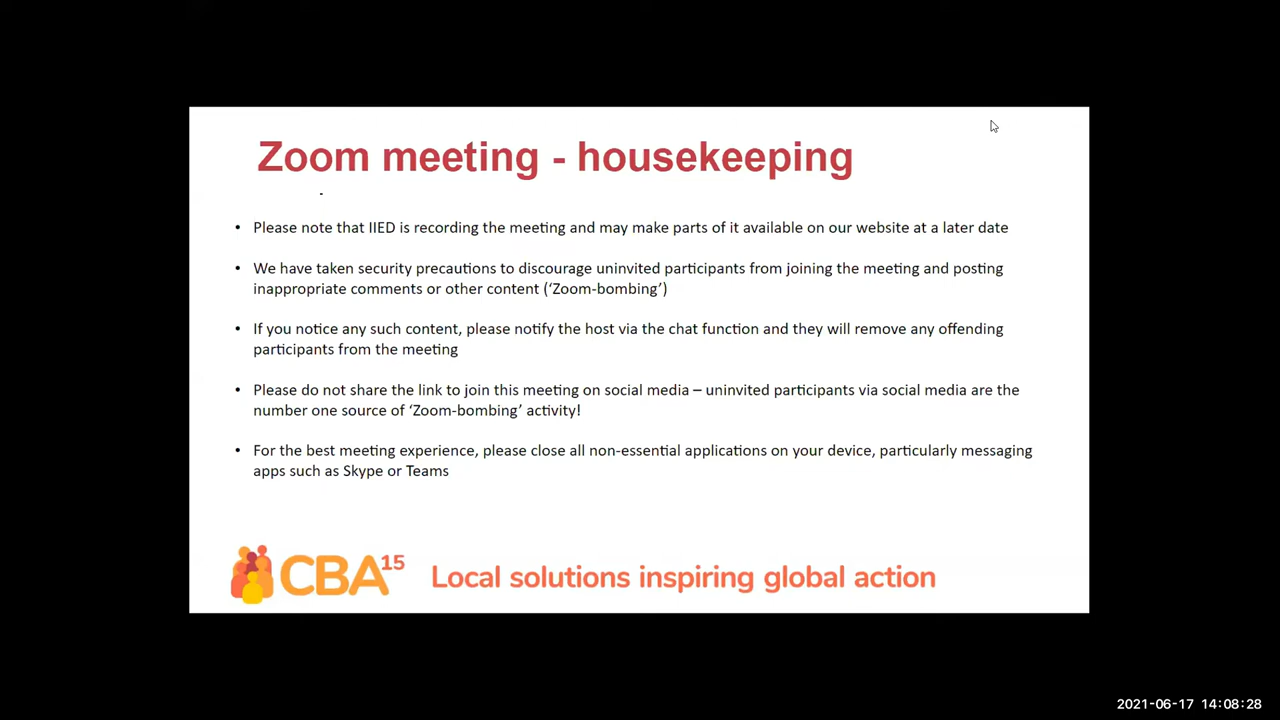 Zoom meeting - housekeeping
• Please note that IIED is recording the meeting and may make parts of it available on our website at a later date
• We have taken security precautions to discourage uninvited participants from joining the meeting and posting
inappropriate comments or other content (‘Zoom-bombing’)
• If you notice any such content, please notify the host via the chat function and they will remove any offending
participants from the meeting
• Please do not share the link to join this meeting on social media – uninvited participants via social media are the
number one source of ‘Zoom-bombing’ activity!
• For the best meeting experience, please close all non-essential applications on your device, particularly messaging
apps such as Skype or Teams
CBA15 Local solutions inspiring global action
2021-06-17 14:08:28